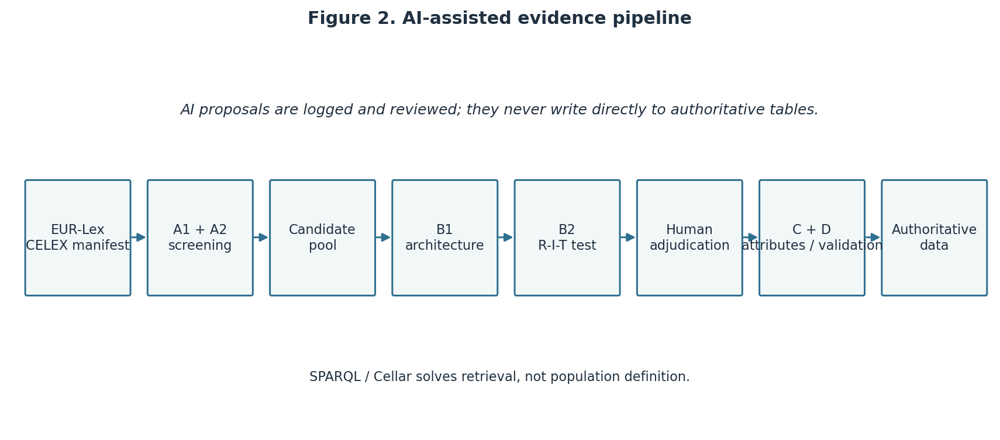 Figure 2. AI-assisted evidence pipeline
AI proposals are logged and reviewed; they never write directly to authoritative tables.
EUR-Lex
CELEX manifest
A1 + A2
screening
Candidate
pool
B1
architecture
B2
R-I-T test
Human
adjudication
C + D
attributes / validation
Authoritative
data
SPARQL / Cellar solves retrieval, not population definition.